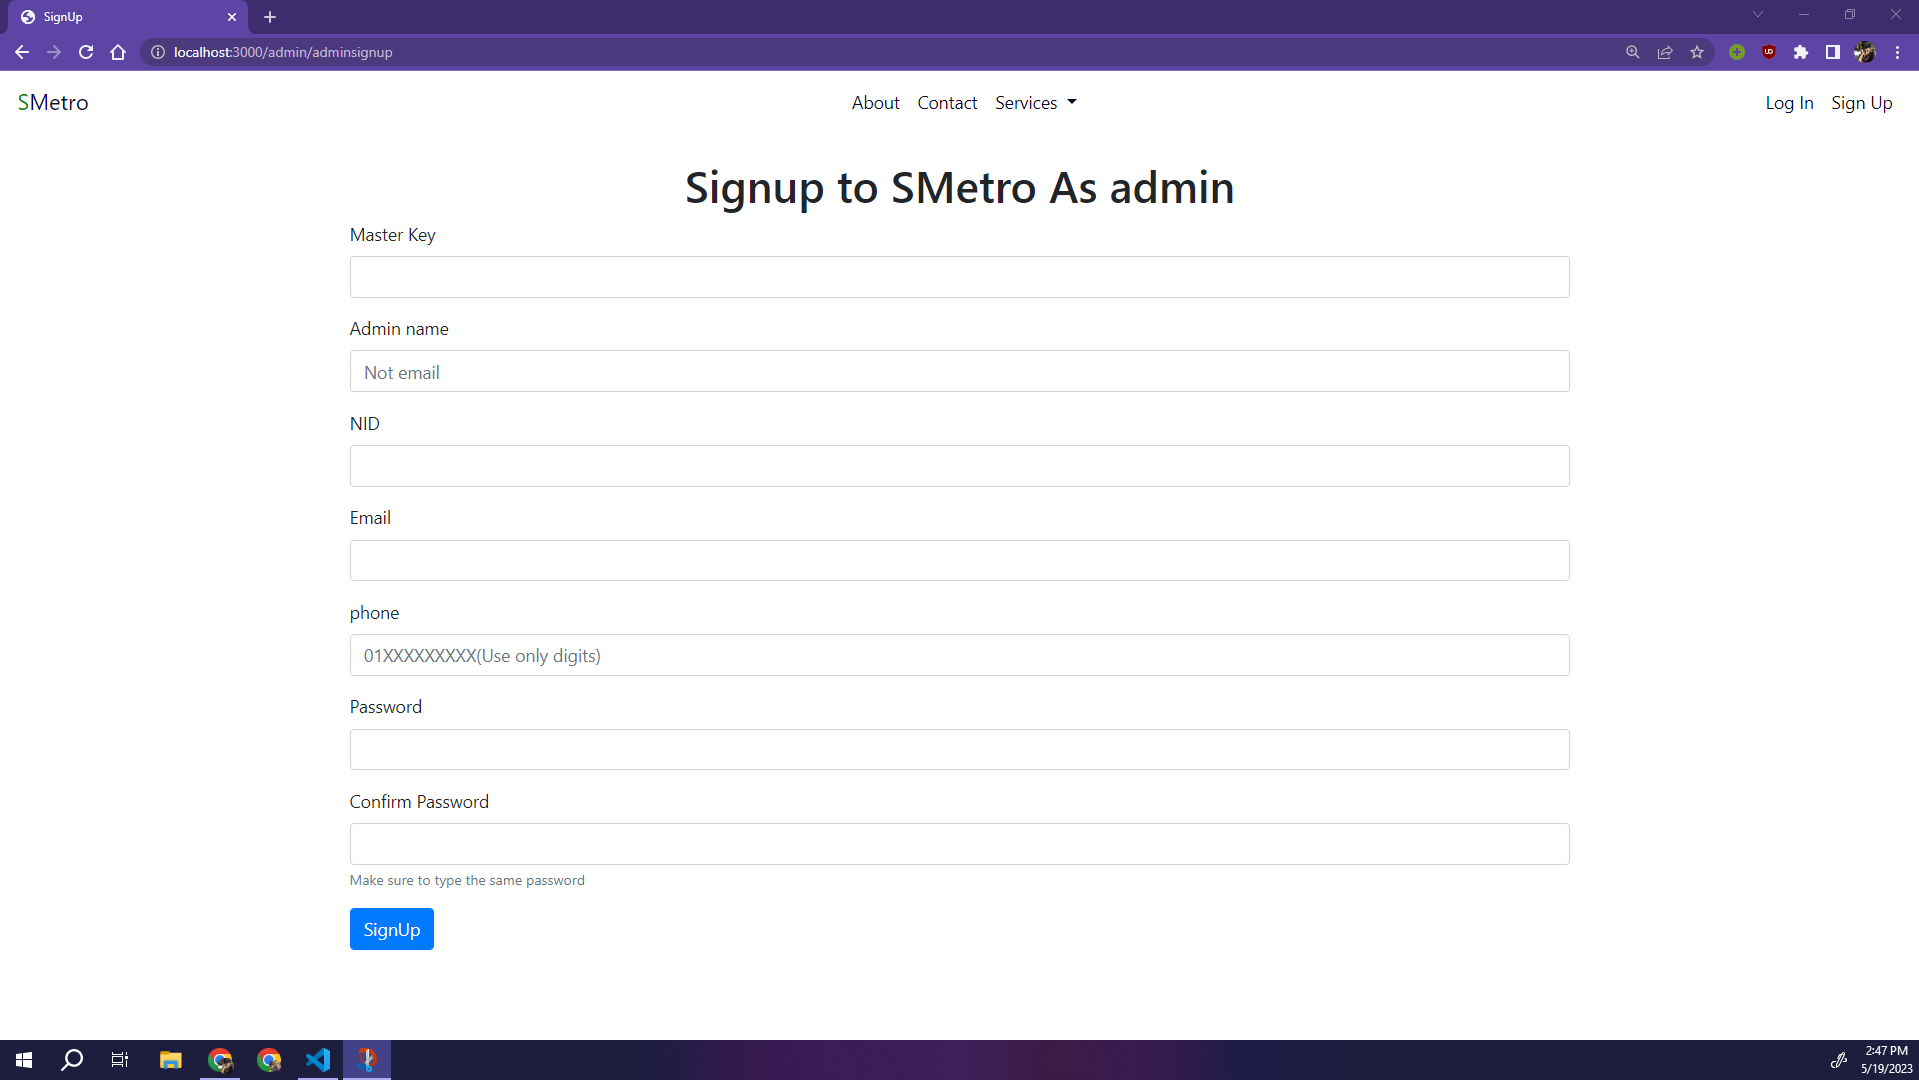 SignUp
localhost:3000/admin/adminsignup
SMetro
About Contact Services
Log In Sign Up
Signup to SMetro As admin
Master Key
Admin name
Not email
NID
Email
phone
01XXXXXXXXX(Use only digits)
Password
Confirm Password
Make sure to type the same password
SignUp
2:47 PM
5/19/2023